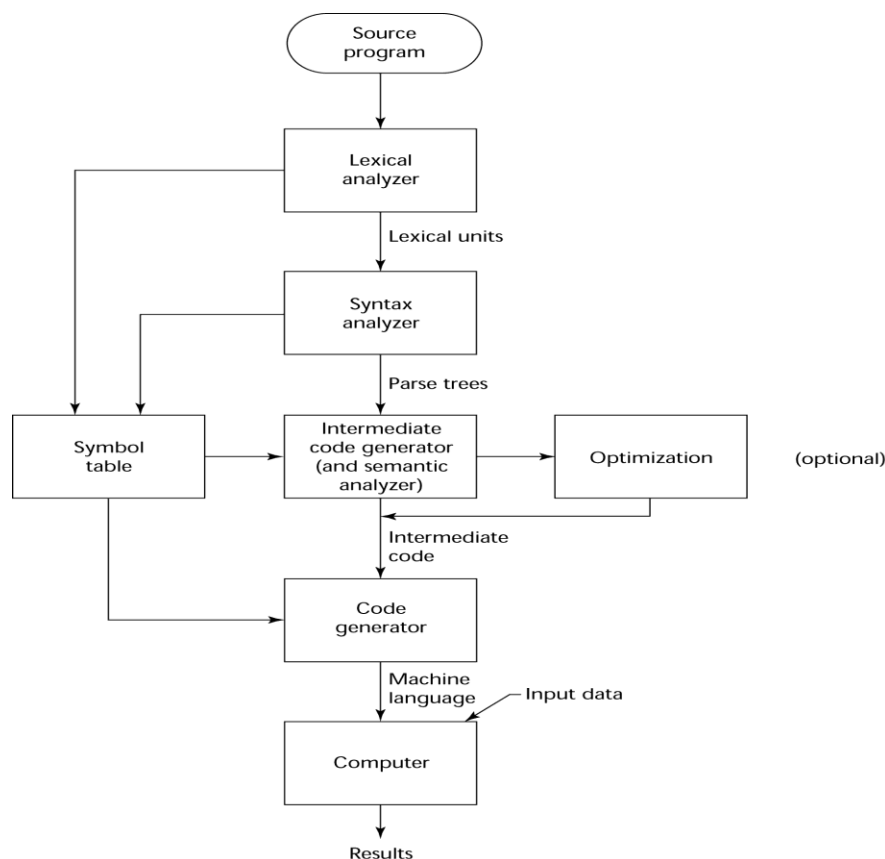 Source
program
Lexical
analyzer
Lexical units
Syntax
analyzer
Parse trees
Symbol
table
Intermediate
code generator
(and semantic
analyzer)
Optimization
(optional)
Intermediate
code
Code
generator
Machine
language
Input data
Computer
Results